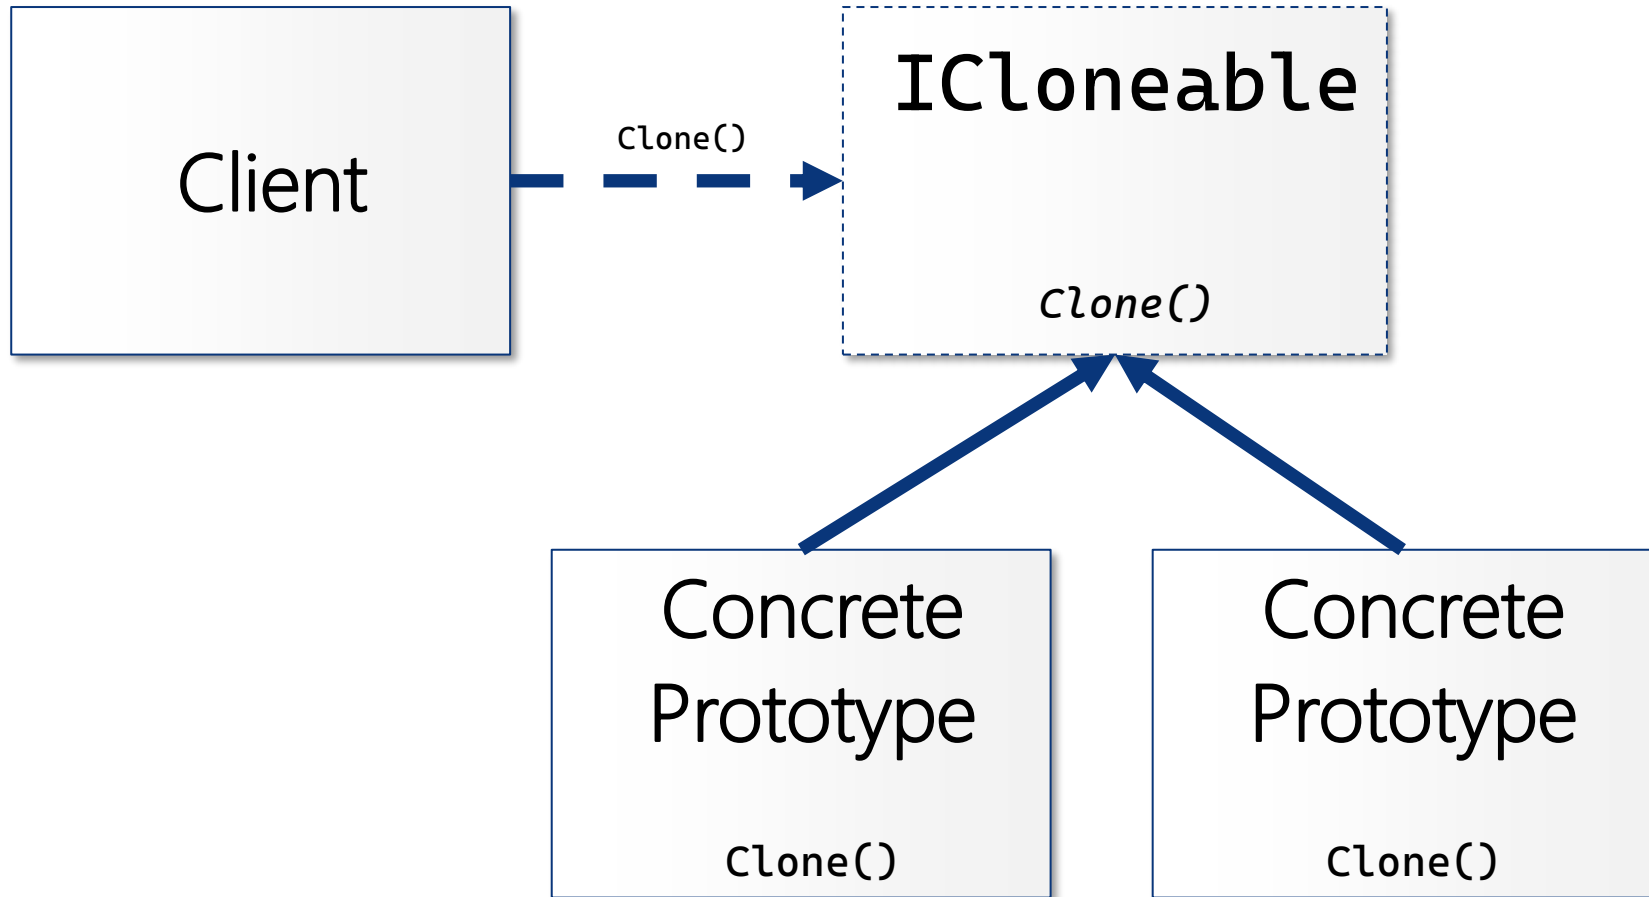 Client
Clone()
ICloneable
Clone()
Concrete
Prototype
Clone()
Concrete
Prototype
Clone()